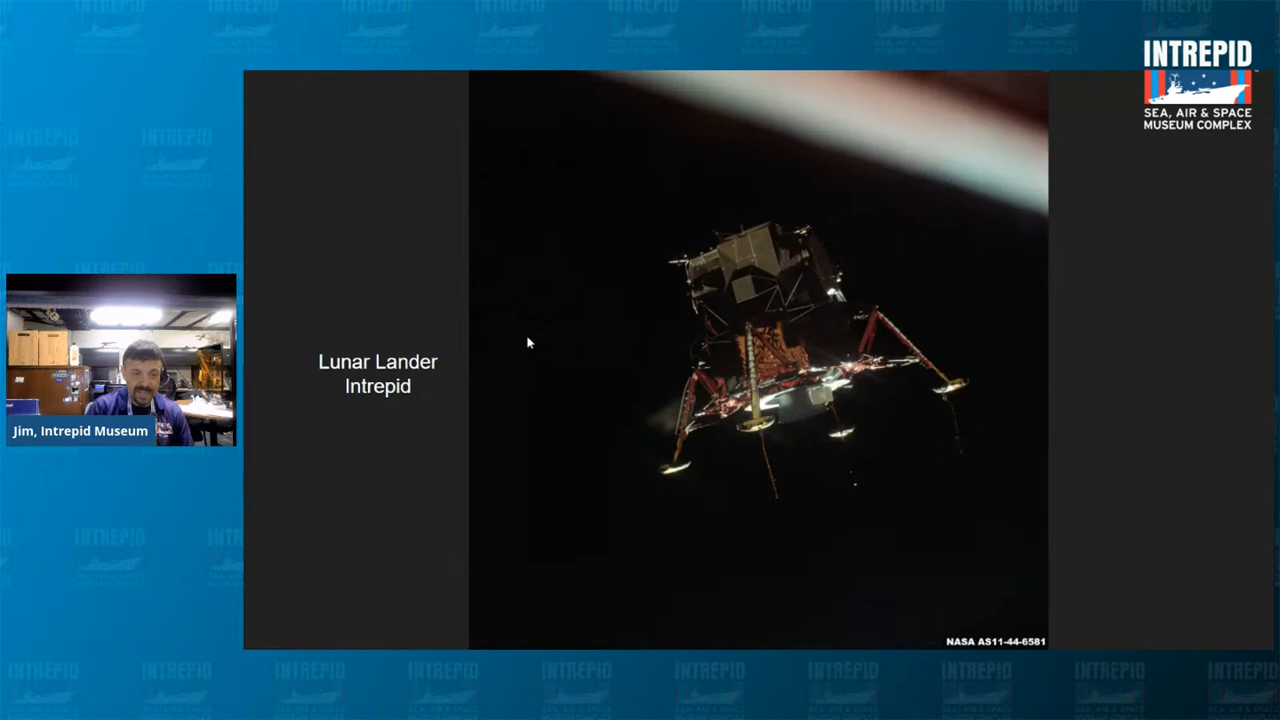 INTREPID
SEA, AIR & SPACE
MUSEUM COMPLEX
Lunar Lander
Intrepid
Jim, Intrepid Museum
NASA AS11-44-6581